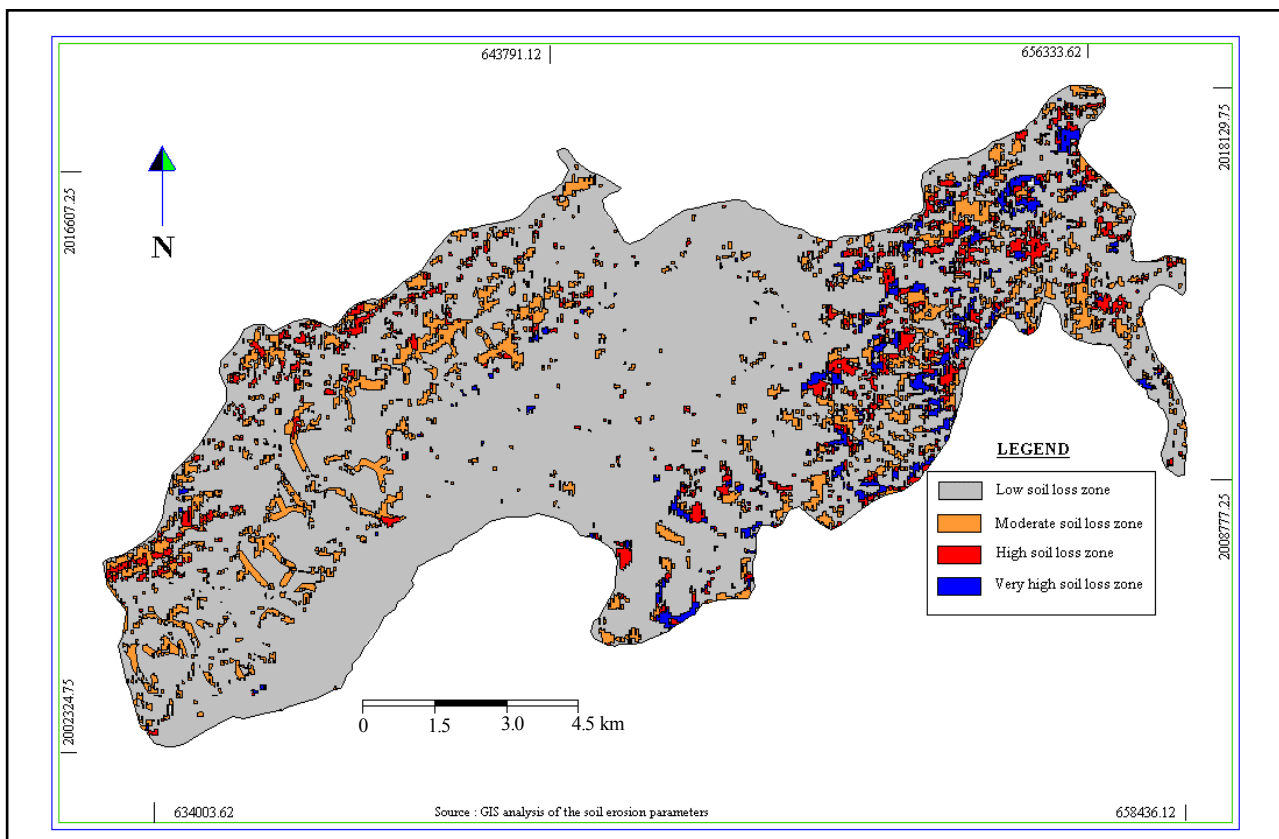 643791.12
656333.62
2018129.75
2016607.25
N
LEGEND
Low soil loss zone
Moderate soil loss zone
High soil loss zone
Very high soil loss zone
2008777.25
2002324.75
0 1.5 3.0 4.5 km
634003.62
Source : GIS analysis of the soil erosion parameters
658436.12